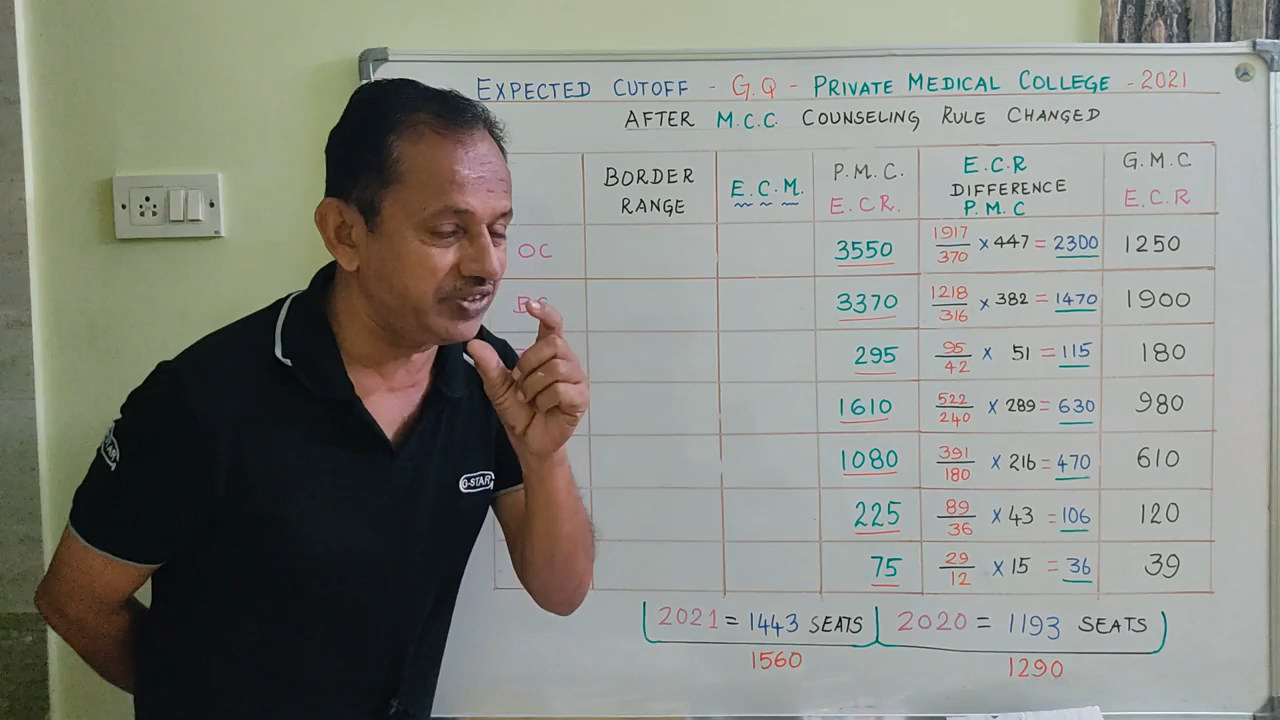 EXPECTED CUTOFF - G.Q - PRIVATE MEDICAL COLLEGE - 2021
AFTER M.C.C COUNSELING RULE CHANGED
BORDER RANGE E.C.M. P.M.C. E.C.R. E.C.R DIFFERENCE P.M.C G.M.C E.C.R
OC 3550 1917/370 × 447 = 2300 1250
3370 1218/316 × 382 = 1470 1900
295 95/42 × 51 = 115 180
1610 522/240 × 289 = 630 980
1080 391/180 × 216 = 470 610
225 89/36 × 43 = 106 120
75 29/12 × 15 = 36 39
2021 = 1443 SEATS 2020 = 1193 SEATS
1560 1290
G-STAR